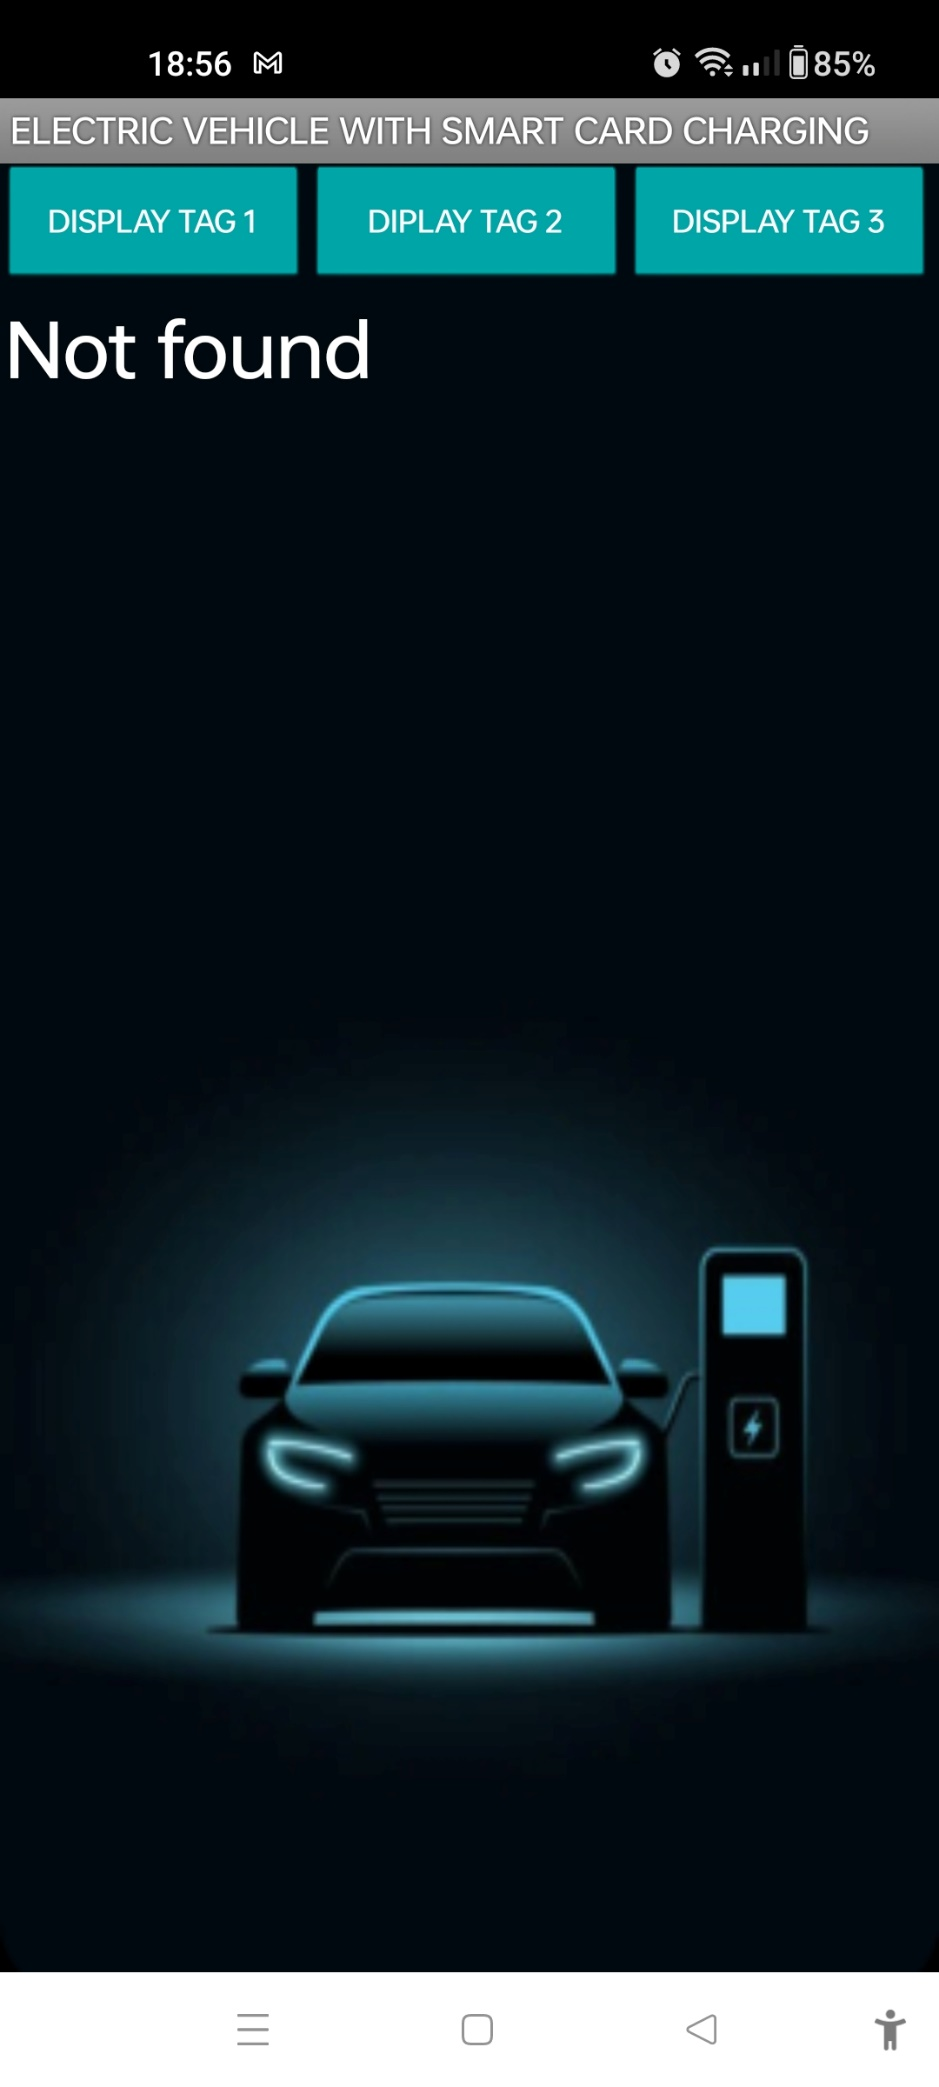 18:56 85%
ELECTRIC VEHICLE WITH SMART CARD CHARGING
DISPLAY TAG 1 DIPLAY TAG 2 DISPLAY TAG 3
Not found